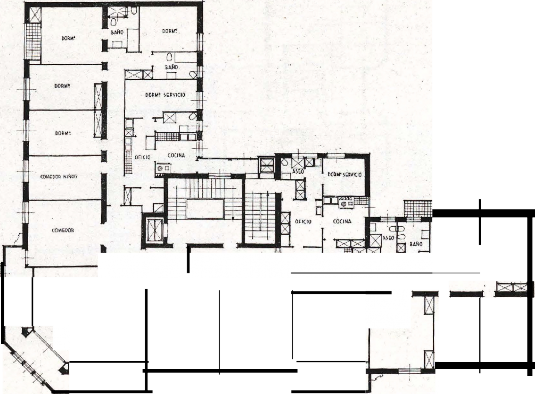 DORMº
BAÑO
DORMº
BAÑO
DORMº
DORMº SERVICIO
DORMº
OFICIO
COCINA
COMEDOR NIÑOS
COMEDOR
ASEO
DORMº SERVICIO
OFICIO
COCINA
ASEO
BAÑO